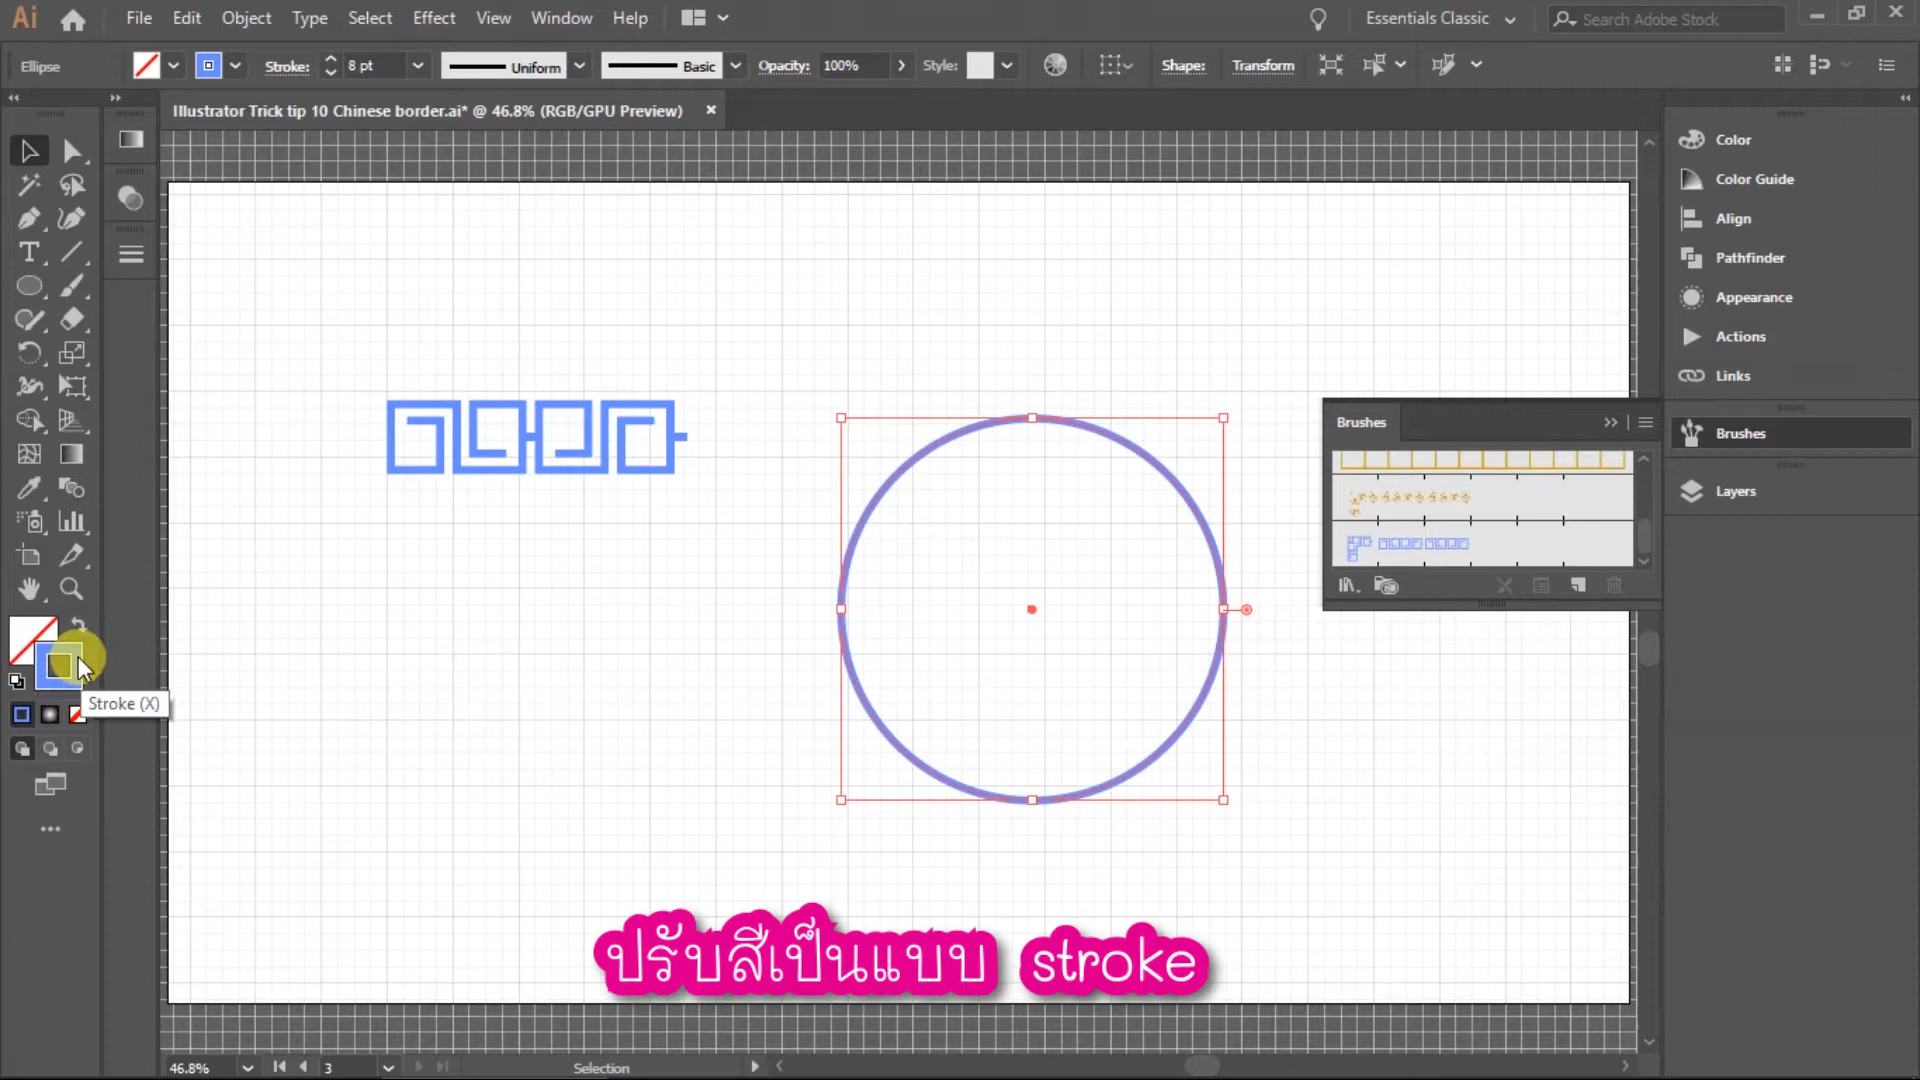 Ai File Edit Object Type Select Effect View Window Help Essentials Classic Search Adobe Stock
Ellipse Stroke: 8 pt Uniform Basic Opacity: 100% Style: Shape: Transform
Illustrator Trick tip 10 Chinese border.ai* @ 46.8% (RGB/GPU Preview)
Color
Color Guide
Align
Pathfinder
Appearance
Actions
Links
Brushes
Brushes
Layers
Stroke (X)
ปรับสีเป็นแบบ stroke
46.8% 3 Selection